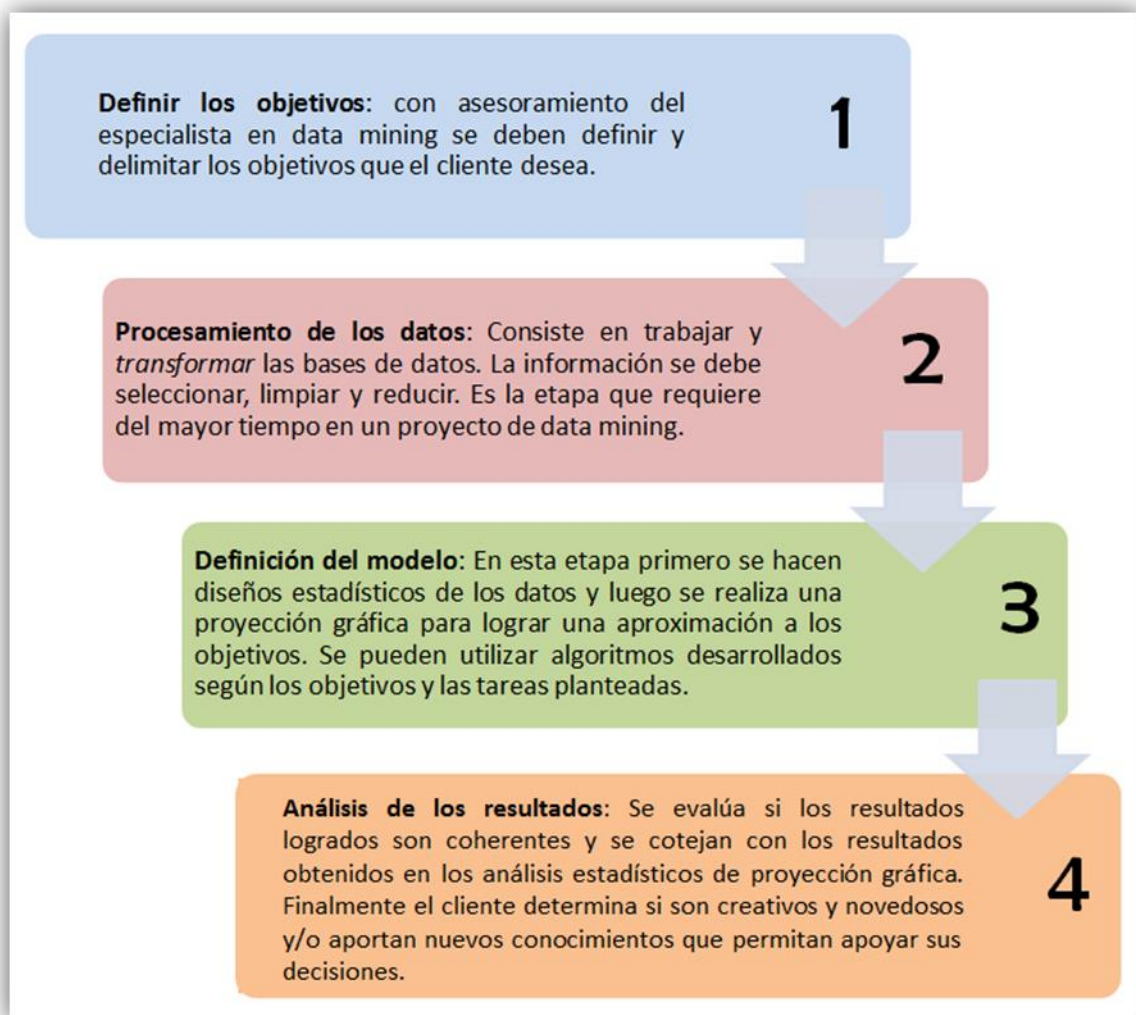 Definir los objetivos: con asesoramiento del
especialista en data mining se deben definir y
delimitar los objetivos que el cliente desea.
1
Procesamiento de los datos: Consiste en trabajar y
transformar las bases de datos. La información se debe
seleccionar, limpiar y reducir. Es la etapa que requiere
del mayor tiempo en un proyecto de data mining.
2
Definición del modelo: En esta etapa primero se hacen
diseños estadísticos de los datos y luego se realiza una
proyección gráfica para lograr una aproximación a los
objetivos. Se pueden utilizar algoritmos desarrollados
según los objetivos y las tareas planteadas.
3
Análisis de los resultados: Se evalúa si los resultados
logrados son coherentes y se cotejan con los resultados
obtenidos en los análisis estadísticos de proyección gráfica.
Finalmente el cliente determina si son creativos y novedosos
y/o aportan nuevos conocimientos que permitan apoyar sus
decisiones.
4